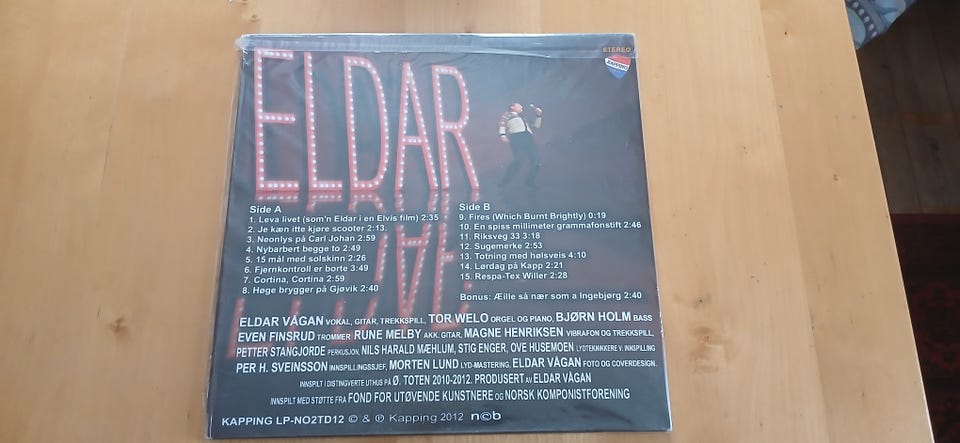 STEREO
KAPPING
ELDAR
Side A
1. Leva livet (som'n Eldar i en Elvis film) 2:35
2. Je kæn itte kjøre scooter 2:13.
3. Neonlys på Carl Johan 2:59
4. Nybarbert begge to 2:49
5. 15 mål med solskinn 2:26
6. Fjernkontroll er borte 3:49
7. Cortina, Cortina 2:59
8. Høge brygger på Gjøvik 2:40
Side B
9. Fires (Which Burnt Brightly) 0:19
10. En spiss millimeter grammafonstift 2:46
11. Riksveg 33 3:18
12. Sugemerke 2:53
13. Totning med hølsveis 4:10
14. Lørdag på Kapp 2:21
15. Respa-Tex Willer 2:28
Bonus: Æille så nær som a Ingebjørg 2:40
ELDAR VÅGAN VOKAL, GITAR, TREKKSPILL, TOR WELO ORGEL OG PIANO, BJØRN HOLM BASS
EVEN FINSRUD TROMMER RUNE MELBY AKK. GITAR, MAGNE HENRIKSEN VIBRAFON OG TREKKSPILL,
PETTER STANGJORDE PERKUSJON, NILS HARALD MÆHLUM, STIG ENGER, OVE HUSEMOEN LYDTEKNIKKERE V. INNSPILLING
PER H. SVEINSSON INNSPILLINGSSJEF, MORTEN LUND LYD-MASTERING, ELDAR VÅGAN FOTO OG COVERDESIGN.
INNSPILT I DISTINGVERTE UTHUS PÅ Ø. TOTEN 2010-2012. PRODUSERT AV ELDAR VÅGAN
INNSPILT MED STØTTE FRA FOND FOR UTØVENDE KUNSTNERE OG NORSK KOMPONISTFORENING
KAPPING LP-NO2TD12 © & ℗ Kapping 2012 n©b